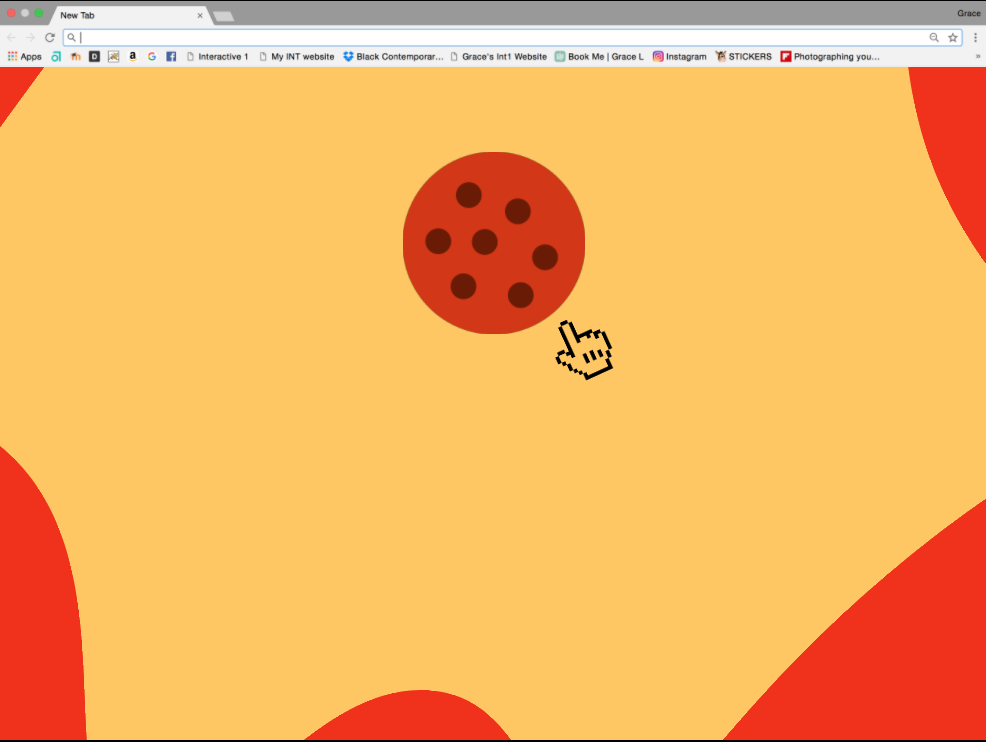 New Tab
Grace
Apps Interactive 1 My INT website Black Contemporar... Grace's Int1 Website Book Me | Grace L Instagram STICKERS Photographing you... »